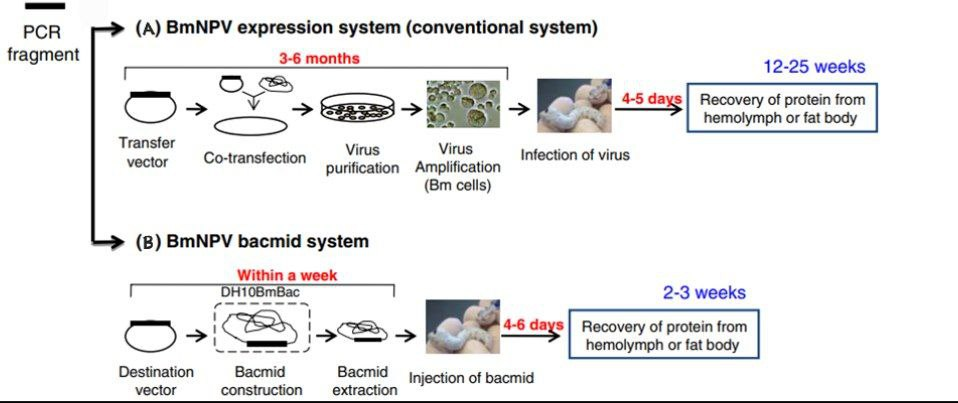 PCR
fragment
(A) BmNPV expression system (conventional system)
3-6 months
12-25 weeks
4-5 days
Recovery of protein from
hemolymph or fat body
Transfer
vector
Co-transfection
Virus
purification
Virus
Amplification
(Bm cells)
Infection of virus
(B) BmNPV bacmid system
Within a week
DH10BmBac
2-3 weeks
4-6 days
Recovery of protein from
hemolymph or fat body
Destination
vector
Bacmid
construction
Bacmid
extraction
Injection of bacmid